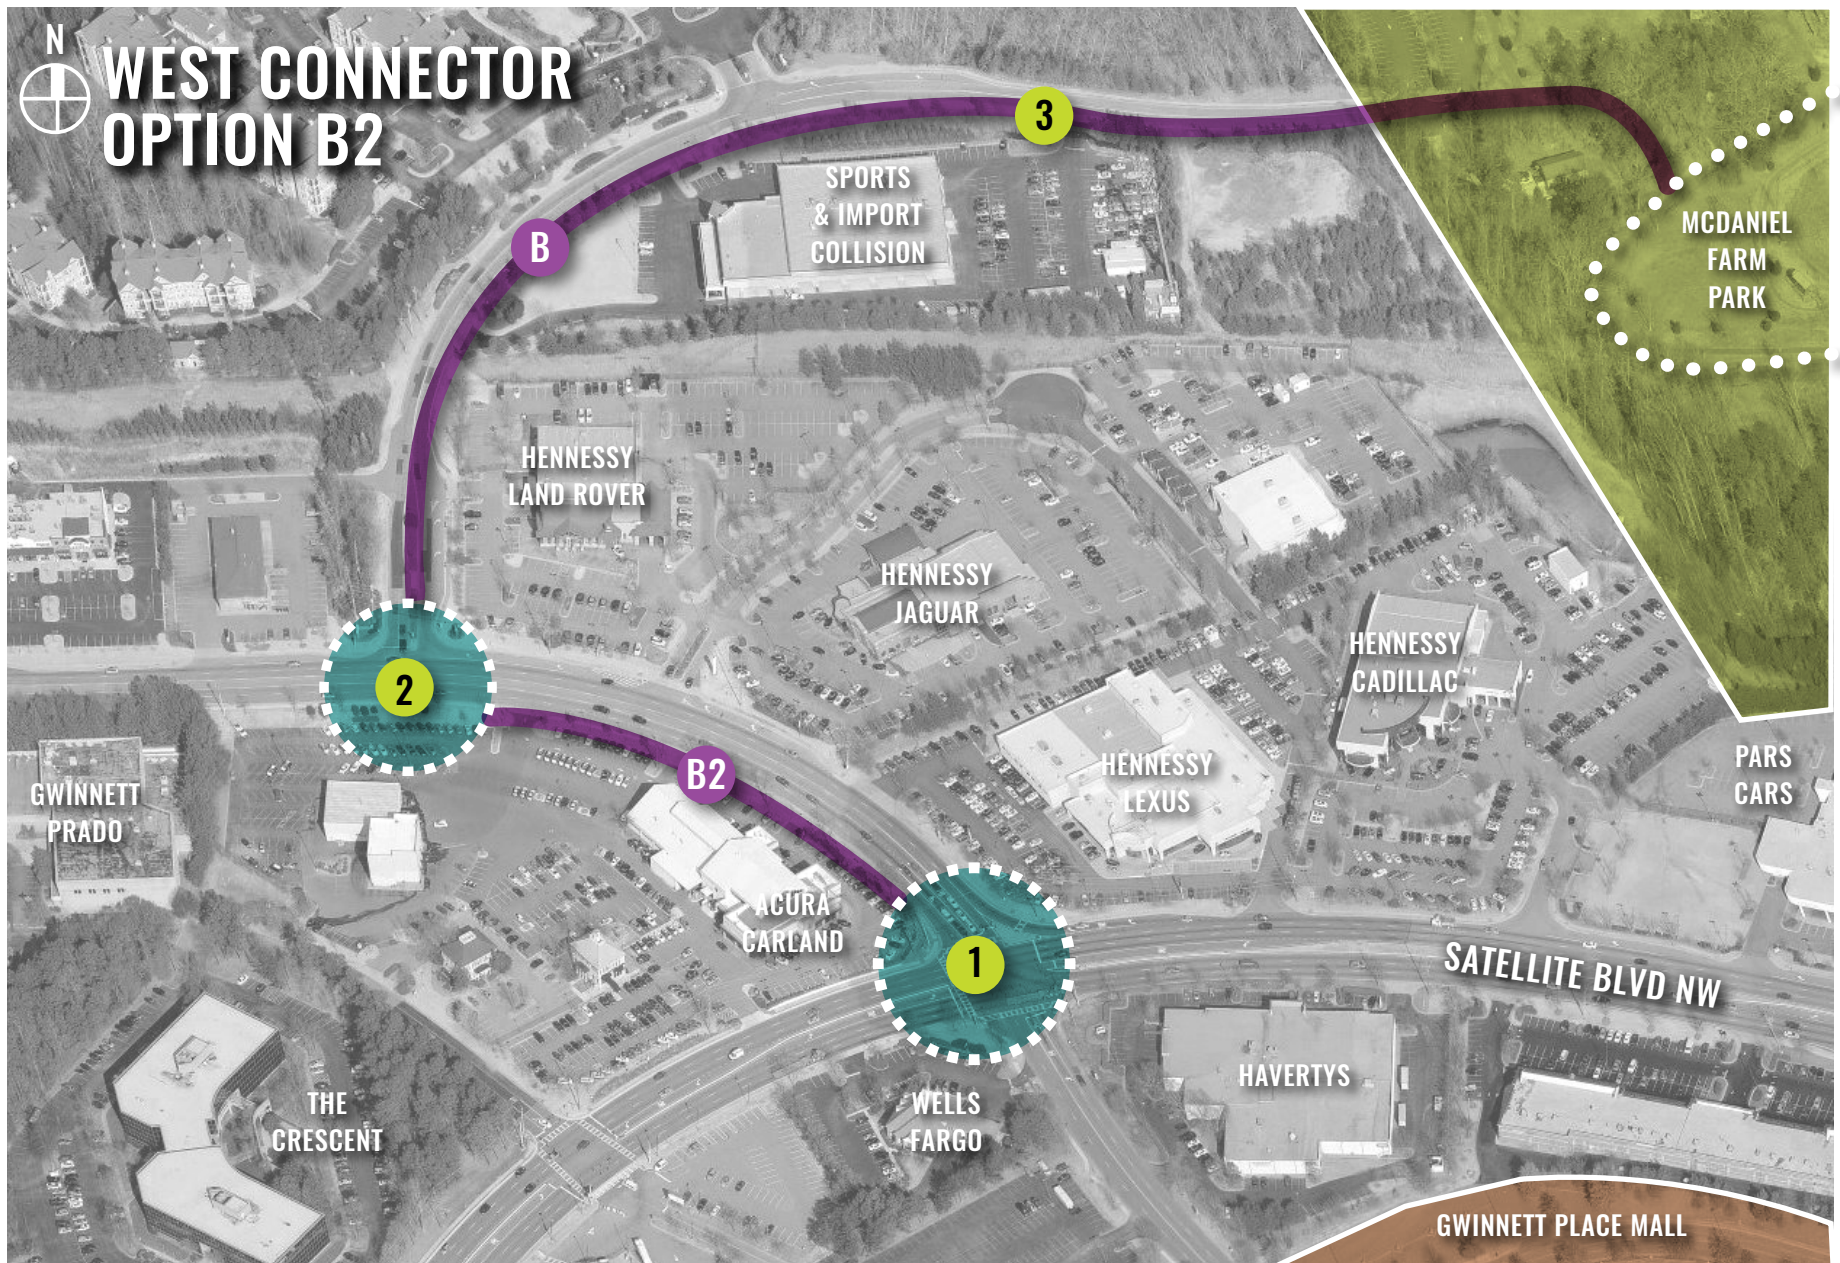 N
WEST CONNECTOR
OPTION B2
3
SPORTS
& IMPORT
COLLISION
B
MCDANIEL
FARM
PARK
HENNESSY
LAND ROVER
HENNESSY
JAGUAR
HENNESSY
CADILLAC
2
B2
HENNESSY
LEXUS
PARS
CARS
GWINNETT
PRADO
ACURA
CARLAND
1
SATELLITE BLVD NW
HAVERTYS
THE
CRESCENT
WELLS
FARGO
GWINNETT PLACE MALL